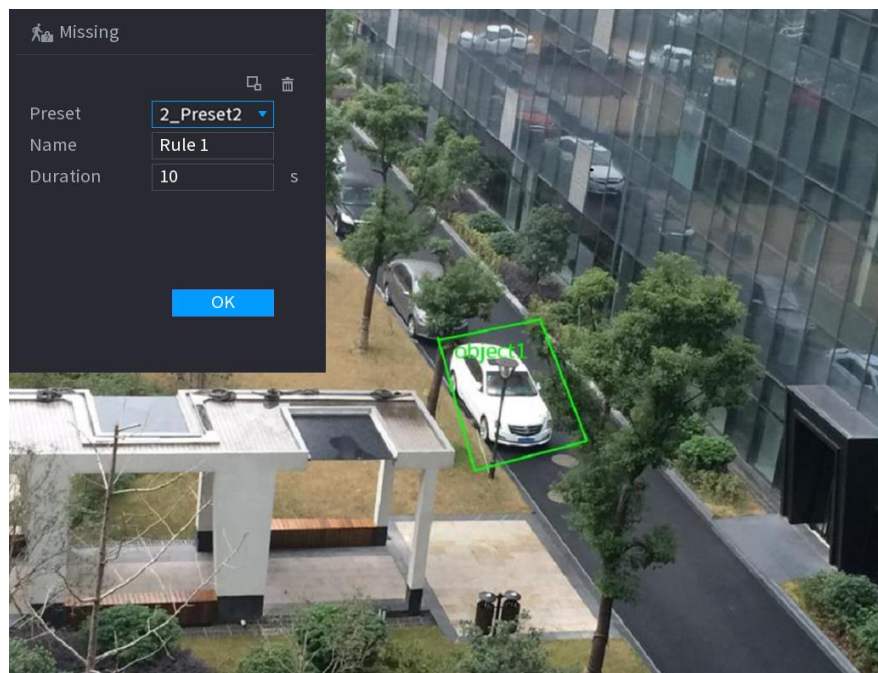 Missing
Preset 2_Preset2
Name Rule 1
Duration 10 s
OK
object1